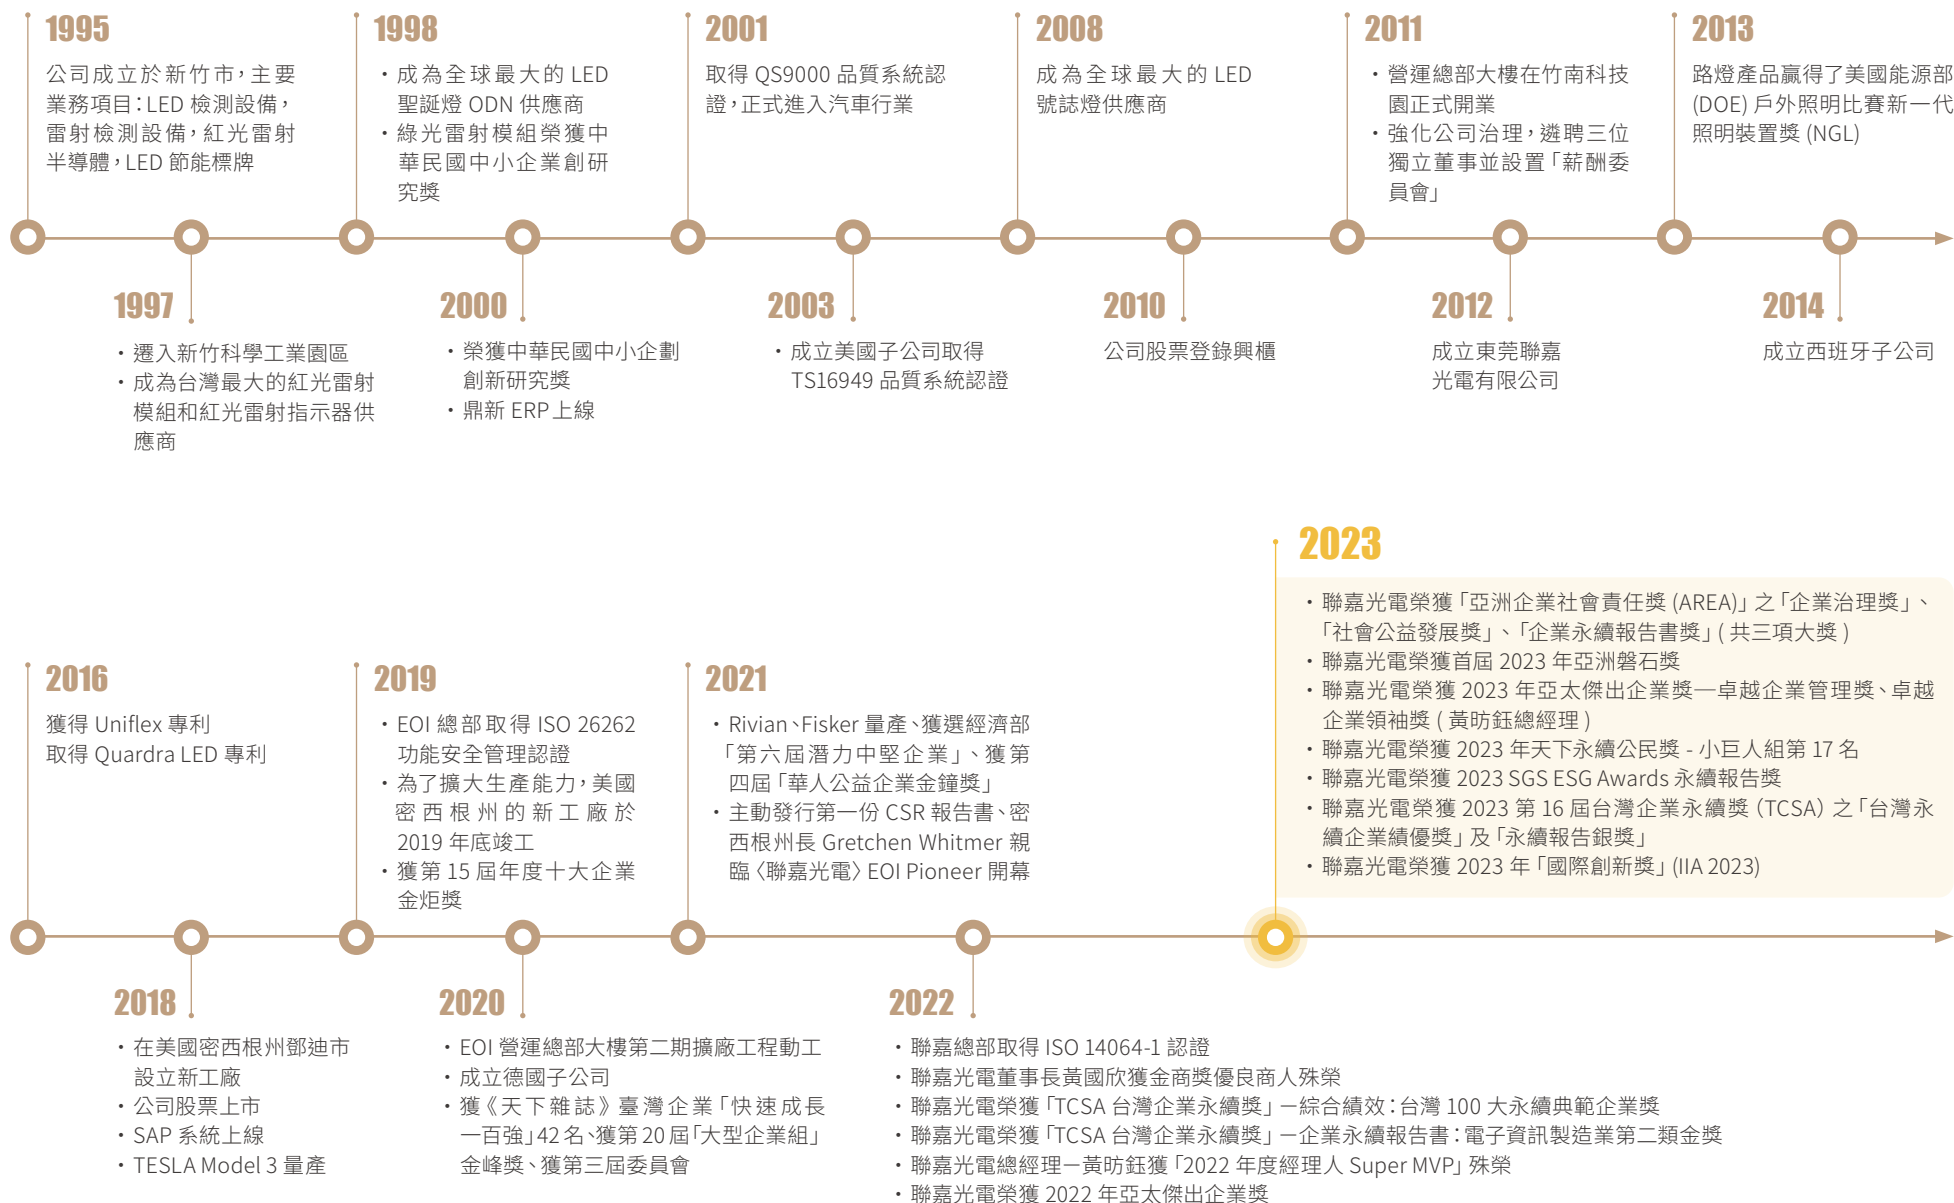 1995
公司成立於新竹市，主要
業務項目：LED 檢測設備，
雷射檢測設備，紅光雷射
半導體，LED 節能標牌
1998
・成為全球最大的 LED
聖誕燈 ODN 供應商
・綠光雷射模組榮獲中
華民國中小企業創研
究獎
2001
取得 QS9000 品質系統認
證，正式進入汽車行業
2008
成為全球最大的 LED
號誌燈供應商
2011
・營運總部大樓在竹南科技
園正式開業
・強化公司治理，遴聘三位
獨立董事並設置「薪酬委
員會」
2013
路燈產品贏得了美國能源部
(DOE) 戶外照明比賽新一代
照明裝置獎 (NGL)
1997
・遷入新竹科學工業園區
・成為台灣最大的紅光雷射
模組和紅光雷射指示器供
應商
2000
・榮獲中華民國中小企劃
創新研究獎
・鼎新 ERP 上線
2003
・成立美國子公司取得
TS16949 品質系統認證
2010
公司股票登錄興櫃
2012
成立東莞聯嘉
光電有限公司
2014
成立西班牙子公司
2016
獲得 Uniflex 專利
取得 Quardra LED 專利
2019
・EOI 總部取得 ISO 26262
功能安全管理認證
・為了擴大生產能力，美國
密西根州的新工廠於
2019 年底竣工
・獲第 15 屆年度十大企業
金炬獎
2021
・Rivian、Fisker 量產、獲選經濟部
「第六屆潛力中堅企業」、獲第
四屆「華人公益企業金鐘獎」
・主動發行第一份 CSR 報告書、密
西根州長 Gretchen Whitmer 親
臨〈聯嘉光電〉EOI Pioneer 開幕
2023
・聯嘉光電榮獲「亞洲企業社會責任獎 (AREA)」之「企業治理獎」、
「社會公益發展獎」、「企業永續報告書獎」( 共三項大獎 )
・聯嘉光電榮獲首屆 2023 年亞洲磐石獎
・聯嘉光電榮獲 2023 年亞太傑出企業獎—卓越企業管理獎、卓越
企業領袖獎 ( 黃昉鈺總經理 )
・聯嘉光電榮獲 2023 年天下永續公民獎 - 小巨人組第 17 名
・聯嘉光電榮獲 2023 SGS ESG Awards 永續報告獎
・聯嘉光電榮獲 2023 第 16 屆台灣企業永續獎（TCSA）之「台灣永
續企業績優獎」及「永續報告銀獎」
・聯嘉光電榮獲 2023 年「國際創新獎」(IIA 2023)
2018
・在美國密西根州鄧迪市
設立新工廠
・公司股票上市
・SAP 系統上線
・TESLA Model 3 量產
2020
・EOI 營運總部大樓第二期擴廠工程動工
・成立德國子公司
・獲《天下雜誌》臺灣企業「快速成長
一百強」42 名、獲第 20 屆「大型企業組」
金峰獎、獲第三屆委員會
2022
・聯嘉總部取得 ISO 14064-1 認證
・聯嘉光電董事長黃國欣獲金商獎優良商人殊榮
・聯嘉光電榮獲「TCSA 台灣企業永續獎」－綜合績效：台灣 100 大永續典範企業獎
・聯嘉光電榮獲「TCSA 台灣企業永續獎」－企業永續報告書：電子資訊製造業第二類金獎
・聯嘉光電總經理－黃昉鈺獲「2022 年度經理人 Super MVP」殊榮
・聯嘉光電榮獲 2022 年亞太傑出企業獎